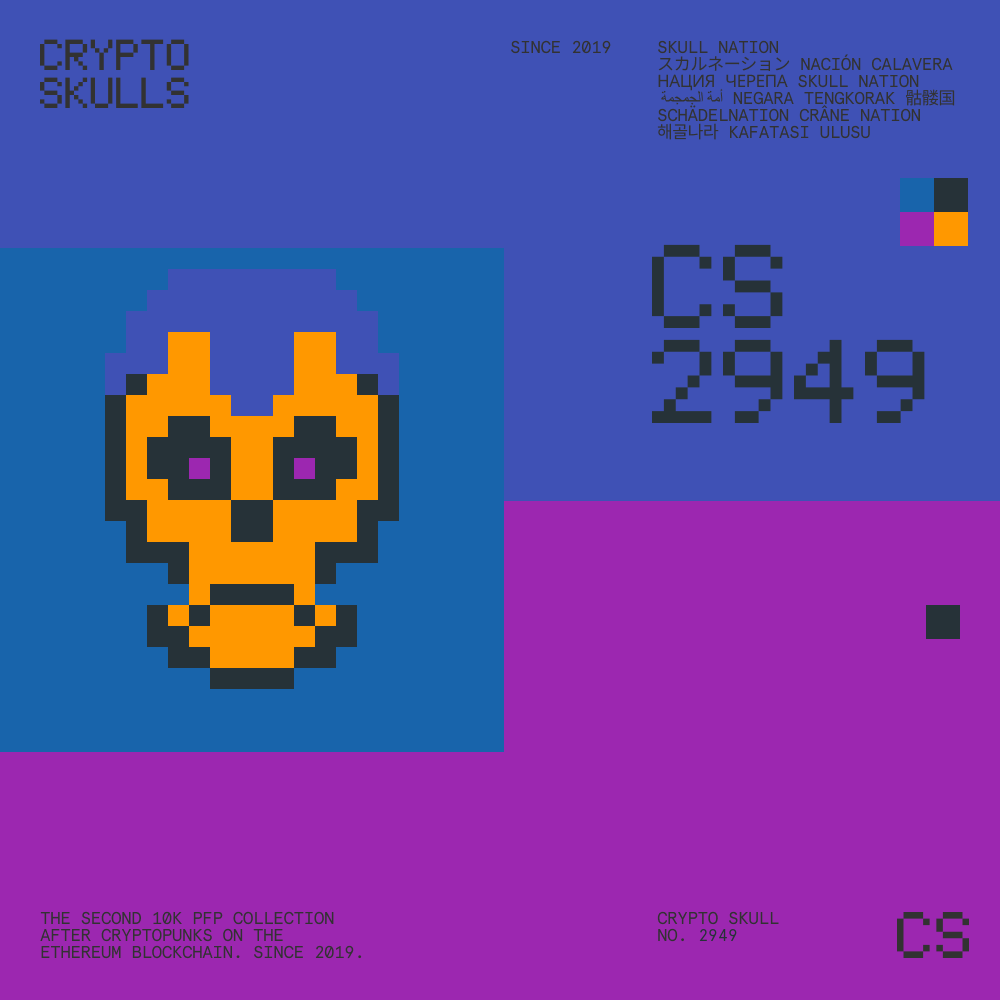 CRYPTO
SKULLS
SINCE 2019
SKULL NATION
スカルネーション NACIÓN CALAVERA
НАЦИЯ ЧЕРЕПА SKULL NATION
أمة الجمجمة NEGARA TENGKORAK 骷髅国
SCHÄDELNATION CRÂNE NATION
해골나라 KAFATASI ULUSU
CS
2949
THE SECOND 10K PFP COLLECTION
AFTER CRYPTOPUNKS ON THE
ETHEREUM BLOCKCHAIN. SINCE 2019.
CRYPTO SKULL
NO. 2949
CS